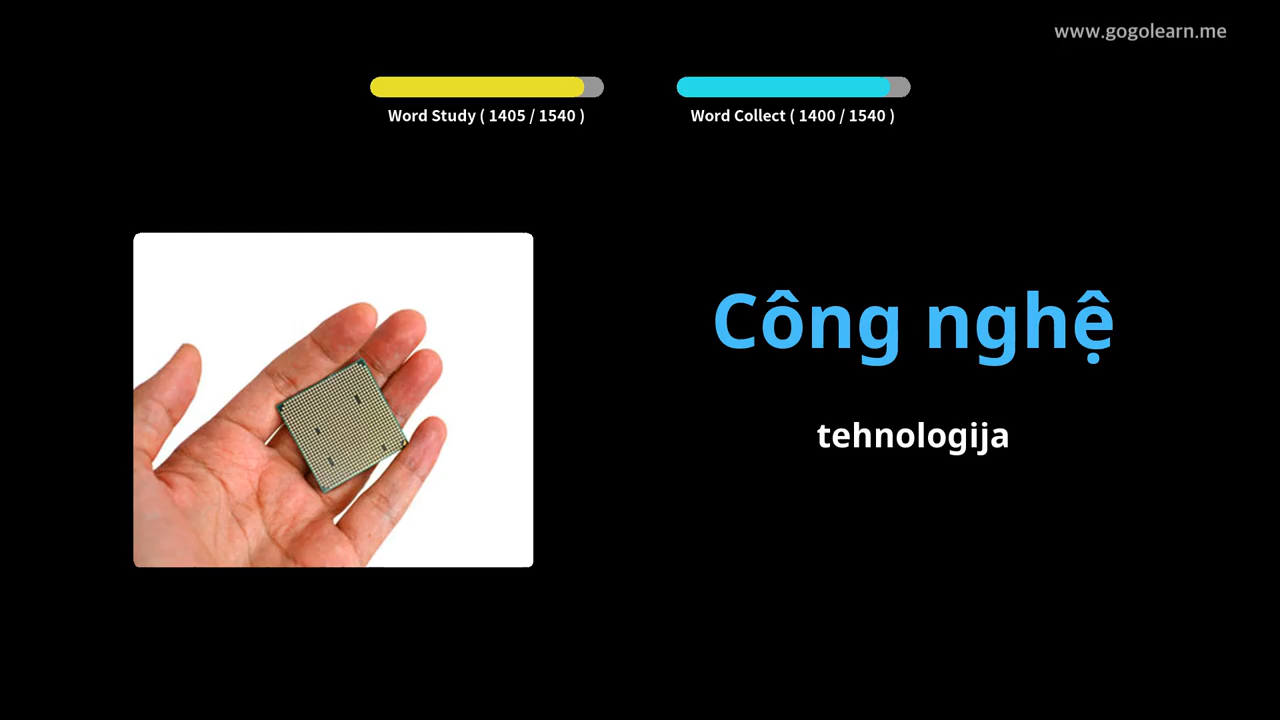 www.gogolearn.me
Word Study ( 1405 / 1540 )
Word Collect ( 1400 / 1540 )
Công nghệ
tehnologija